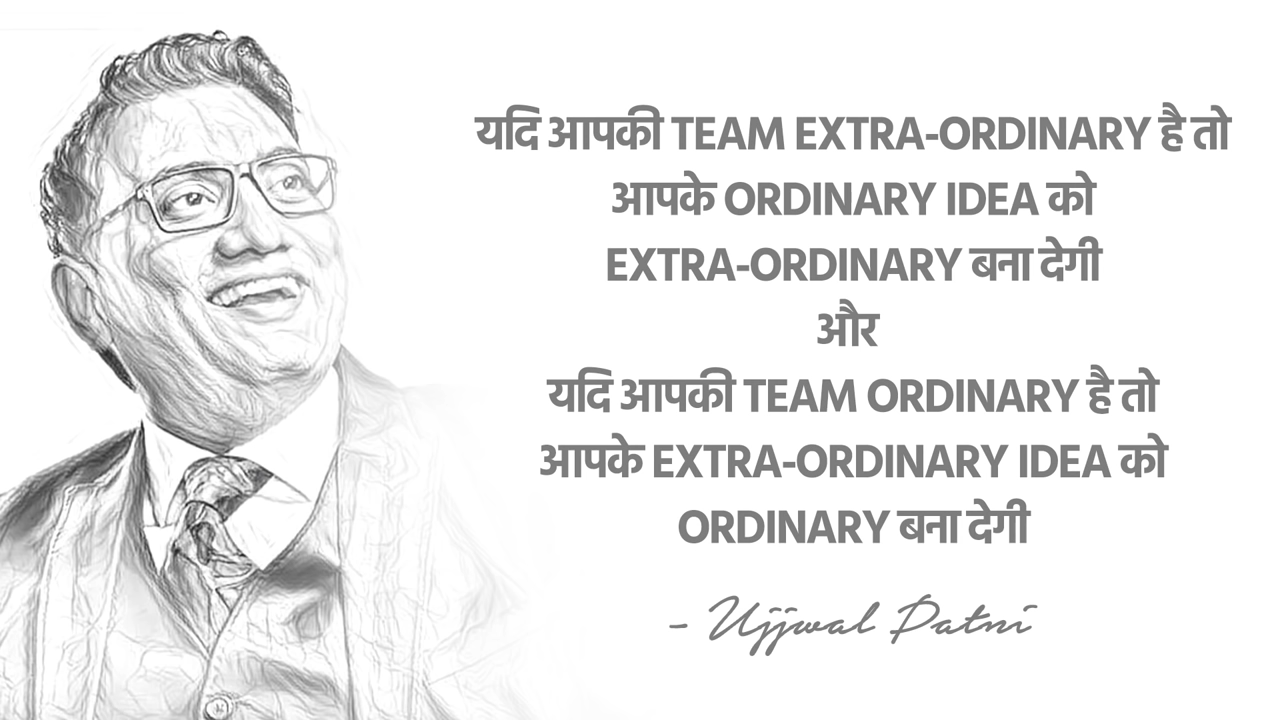 यदि आपकी TEAM EXTRA-ORDINARY है तो
आपके ORDINARY IDEA को
EXTRA-ORDINARY बना देगी
और
यदि आपकी TEAM ORDINARY है तो
आपके EXTRA-ORDINARY IDEA को
ORDINARY बना देगी
- Ujjwal Patni